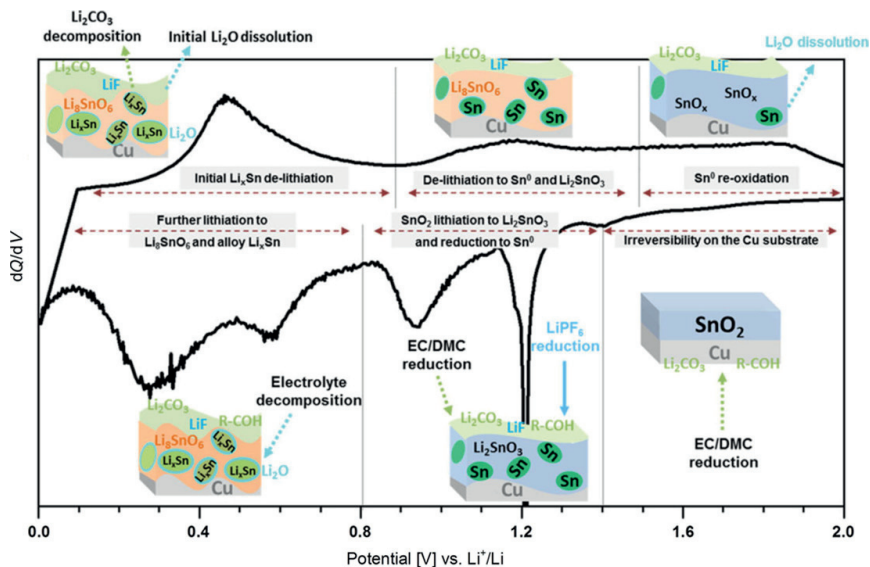 Li₂CO₃
decomposition
Initial Li₂O dissolution
Li₂CO₃
LiF
Li₈SnO₆
LiₓSn
LiₓSn
LiₓSn
LiₓSn
Li₂O
Cu
Li₂CO₃
LiF
Li₈SnO₆
Sn
Sn
Sn
Sn
Cu
Li₂CO₃
LiF
Li₂O dissolution
SnOₓ
SnOₓ
Sn
Cu
Initial LiₓSn de-lithiation
De-lithiation to Sn⁰ and Li₂SnO₃
Sn⁰ re-oxidation
Further lithiation to
Li₈SnO₆ and alloy LiₓSn
SnO₂ lithiation to Li₂SnO₃
and reduction to Sn⁰
Irreversibility on the Cu substrate
dQ/dV
Electrolyte
decomposition
Li₂CO₃
LiF
R-COH
Li₈SnO₆
LiₓSn
LiₓSn
LiₓSn
LiₓSn
Li₂O
Cu
EC/DMC
reduction
LiPF₆
reduction
Li₂CO₃
LiF
R-COH
Li₂SnO₃
Sn
Sn
Sn
Sn
Cu
SnO₂
Cu
Li₂CO₃
R-COH
EC/DMC
reduction
0.0 0.4 0.8 1.2 1.6 2.0
Potential [V] vs. Li⁺/Li